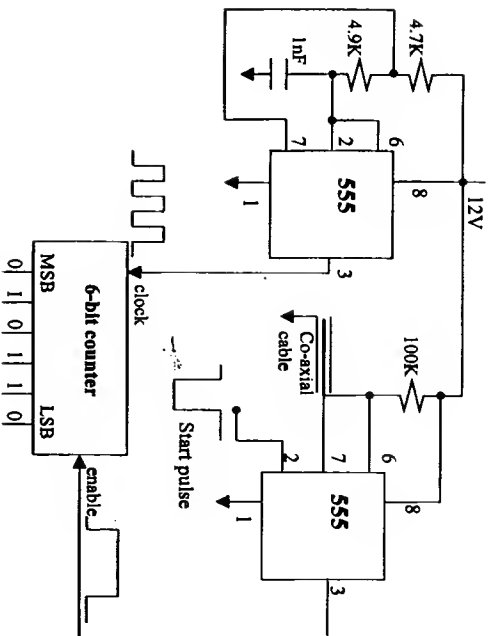 12V
4.7K
8
100K
8
6
6
4.9K
2
555
3
7
555
3
1nF
7
Co-axial
cable
2
1
1
Start pulse
clock
6-bit counter
enable
MSB LSB
0 1 0 1 1 0